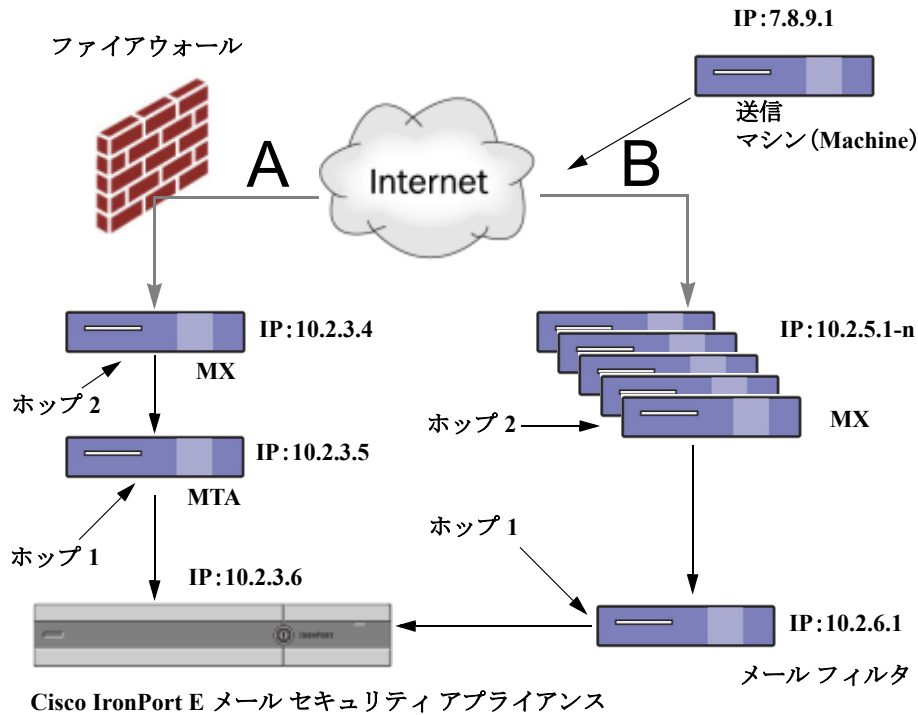 IP:7.8.9.1
ファイアウォール
送信
マシン(Machine)
A
Internet
B
IP:10.2.3.4
MX
ホップ 2
IP:10.2.5.1-n
ホップ 2
MX
IP:10.2.3.5
MTA
ホップ 1
ホップ 1
IP:10.2.3.6
IRONPORT
IP:10.2.6.1
メール フィルタ
Cisco IronPort E メール セキュリティ アプライアンス